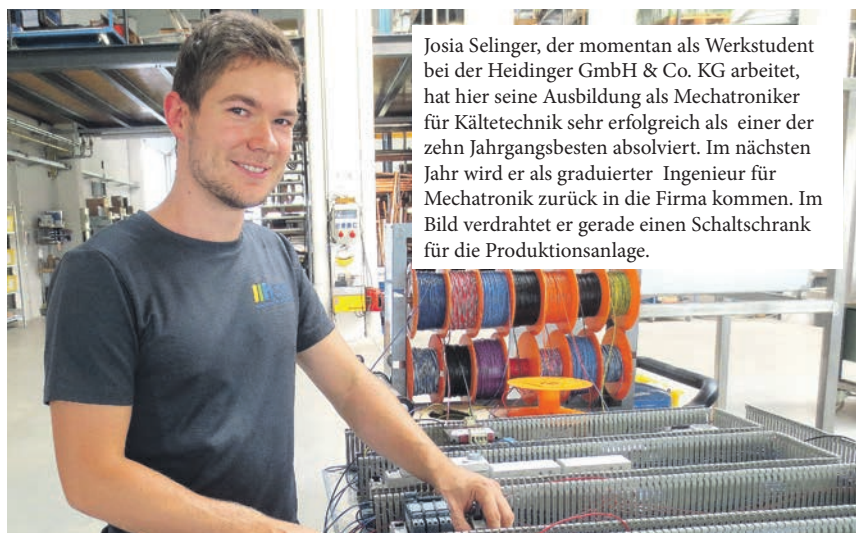 Josia Selinger, der momentan als Werkstudent
bei der Heidinger GmbH & Co. KG arbeitet,
hat hier seine Ausbildung als Mechatroniker
für Kältetechnik sehr erfolgreich als einer der
zehn Jahrgangsbesten absolviert. Im nächsten
Jahr wird er als graduierter Ingenieur für
Mechatronik zurück in die Firma kommen. Im
Bild verdrahtet er gerade einen Schaltschrank
für die Produktionsanlage.